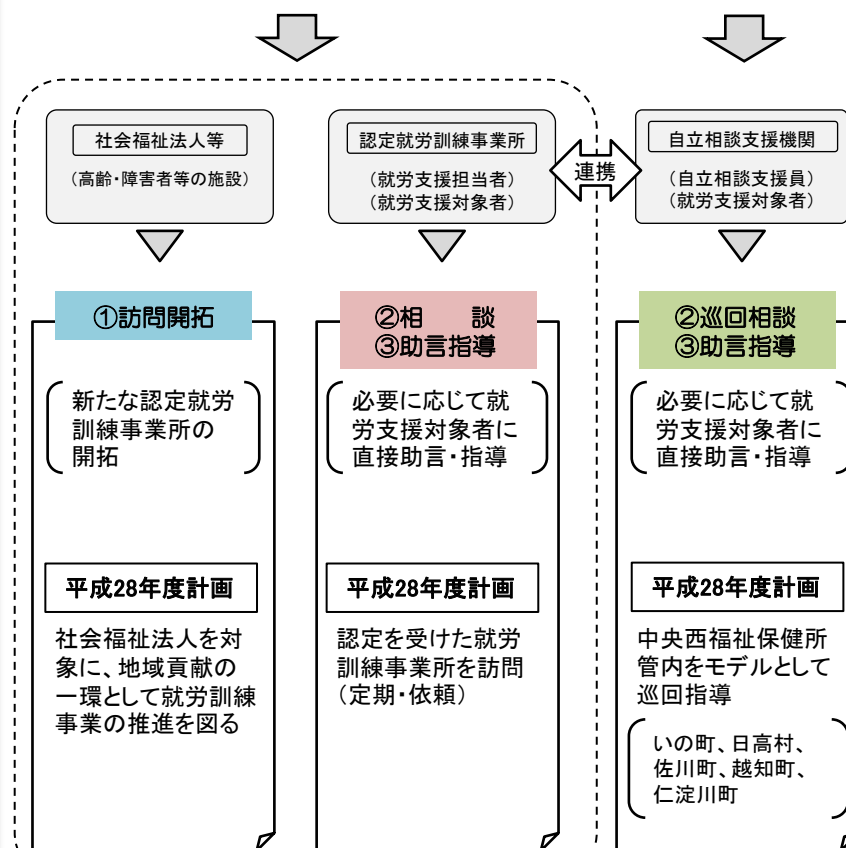 社会福祉法人等
(高齢・障害者等の施設)
認定就労訓練事業所
(就労支援担当者)
(就労支援対象者)
連携
自立相談支援機関
(自立相談支援員)
(就労支援対象者)
①訪問開拓
新たな認定就労
訓練事業所の
開拓
平成28年度計画
社会福祉法人を対
象に、地域貢献の
一環として就労訓練
事業の推進を図る
②相　　談
③助言指導
必要に応じて就
労支援対象者に
直接助言・指導
平成28年度計画
認定を受けた就労
訓練事業所を訪問
(定期・依頼)
②巡回相談
③助言指導
必要に応じて就
労支援対象者に
直接助言・指導
平成28年度計画
中央西福祉保健所
管内をモデルとして
巡回指導
いの町、日高村、
佐川町、越知町、
仁淀川町